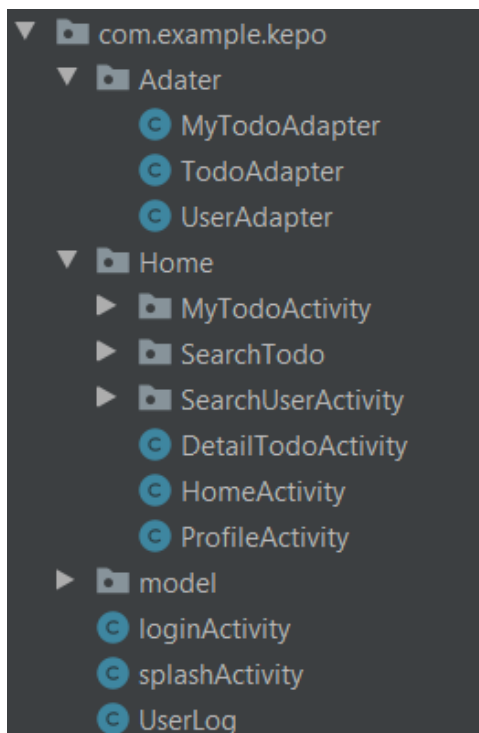 com.example.kepo
Adater
MyTodoAdapter
TodoAdapter
UserAdapter
Home
MyTodoActivity
SearchTodo
SearchUserActivity
DetailTodoActivity
HomeActivity
ProfileActivity
model
loginActivity
splashActivity
UserLog